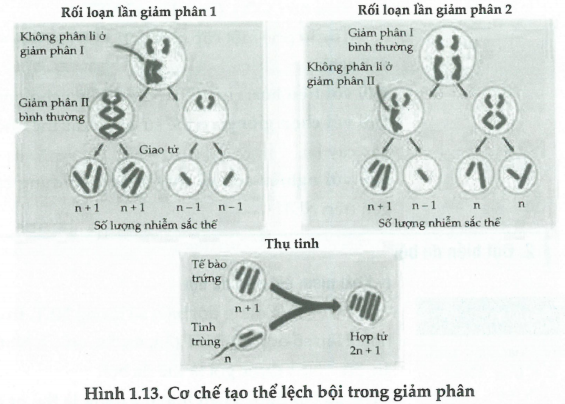 Rối loạn lần giảm phân 1
Không phân li ở
giảm phân I
Giảm phân II
bình thường
Giao tử
n + 1
n + 1
n – 1
n – 1
Số lượng nhiễm sắc thể
Rối loạn lần giảm phân 2
Giảm phân I
bình thường
Không phân li ở
giảm phân II
n + 1
n – 1
n
n
Số lượng nhiễm sắc thể
Thụ tinh
Tế bào
trứng
n + 1
Tinh
trùng
n
Hợp tử
2n + 1
Hình 1.13. Cơ chế tạo thể lệch bội trong giảm phân